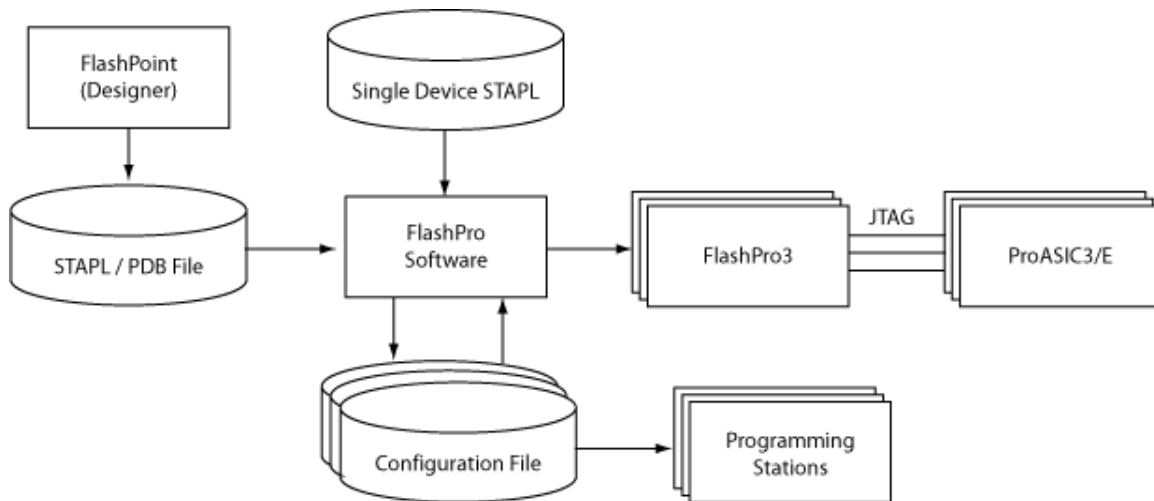 FlashPoint
(Designer)
Single Device STAPL
STAPL / PDB File
FlashPro
Software
FlashPro3
JTAG
ProASIC3/E
Configuration File
Programming
Stations